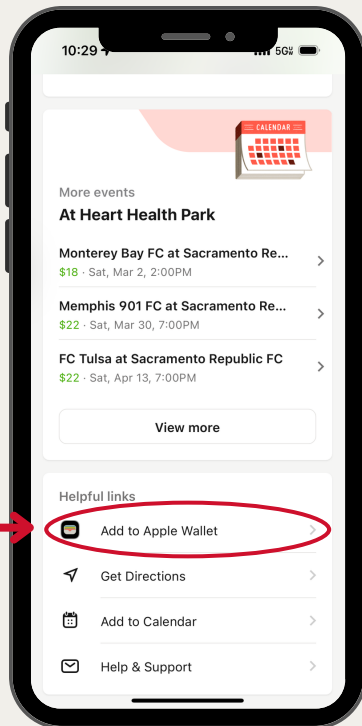 10:29
5G
CALENDAR
More events
At Heart Health Park
Monterey Bay FC at Sacramento Re...
$18 · Sat, Mar 2, 2:00PM
Memphis 901 FC at Sacramento Re...
$22 · Sat, Mar 30, 7:00PM
FC Tulsa at Sacramento Republic FC
$22 · Sat, Apr 13, 7:00PM
View more
Helpful links
Add to Apple Wallet
Get Directions
Add to Calendar
Help & Support